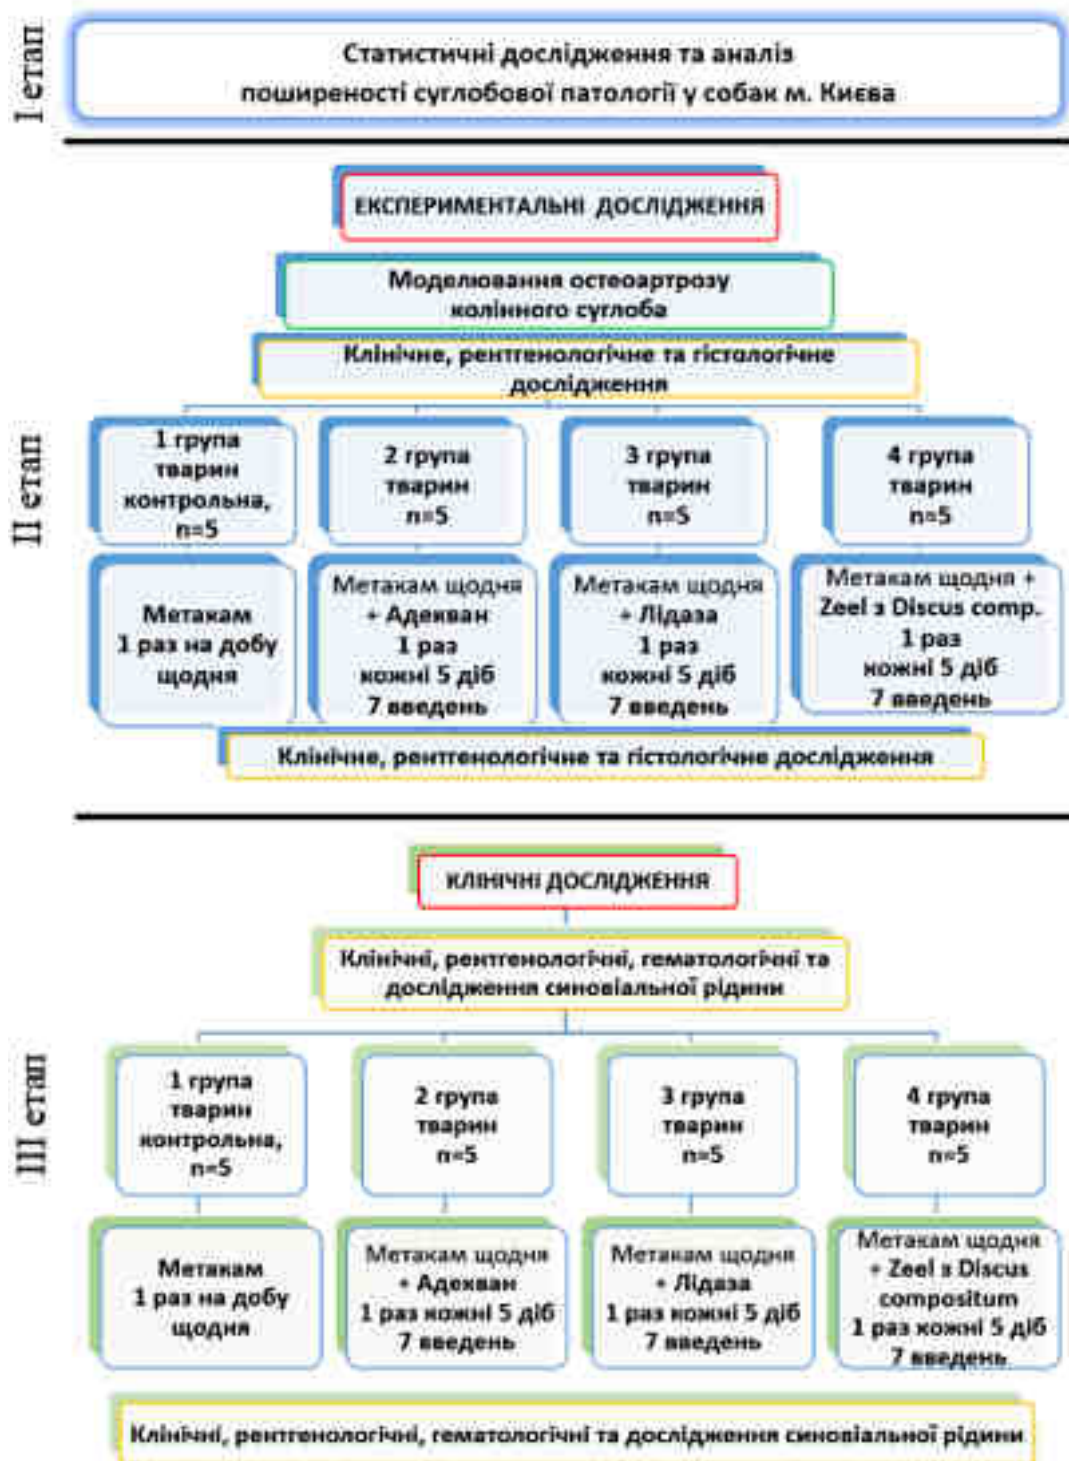 I етап
Статистичні дослідження та аналіз
поширеності суглобової патології у собак м. Києва
II етап
ЕКСПЕРИМЕНТАЛЬНІ ДОСЛІДЖЕННЯ
Моделювання остеоартрозу
колінного суглоба
Клінічне, рентгенологічне та гістологічне
дослідження
1 група
тварин
контрольна,
n=5
2 група
тварин
n=5
3 група
тварин
n=5
4 група
тварин
n=5
Метакам
1 раз на добу
щодня
Метакам щодня
+ Адекван
1 раз
кожні 5 діб
7 введень
Метакам щодня
+ Лідаза
1 раз
кожні 5 діб
7 введень
Метакам щодня +
Zeel з Discus comp.
1 раз
кожні 5 діб
7 введень
Клінічне, рентгенологічне та гістологічне дослідження
III етап
КЛІНІЧНІ ДОСЛІДЖЕННЯ
Клінічні, рентгенологічні, гематологічні та
дослідження синовіальної рідини
1 група
тварин
контрольна,
n=5
2 група
тварин
n=5
3 група
тварин
n=5
4 група
тварин
n=5
Метакам
1 раз на добу
щодня
Метакам щодня
+ Адекван
1 раз кожні 5 діб
7 введень
Метакам щодня
+ Лідаза
1 раз кожні 5 діб
7 введень
Метакам щодня
+ Zeel з Discus
compositum
1 раз кожні 5 діб
7 введень
Клінічні, рентгенологічні, гематологічні та дослідження синовіальної рідини